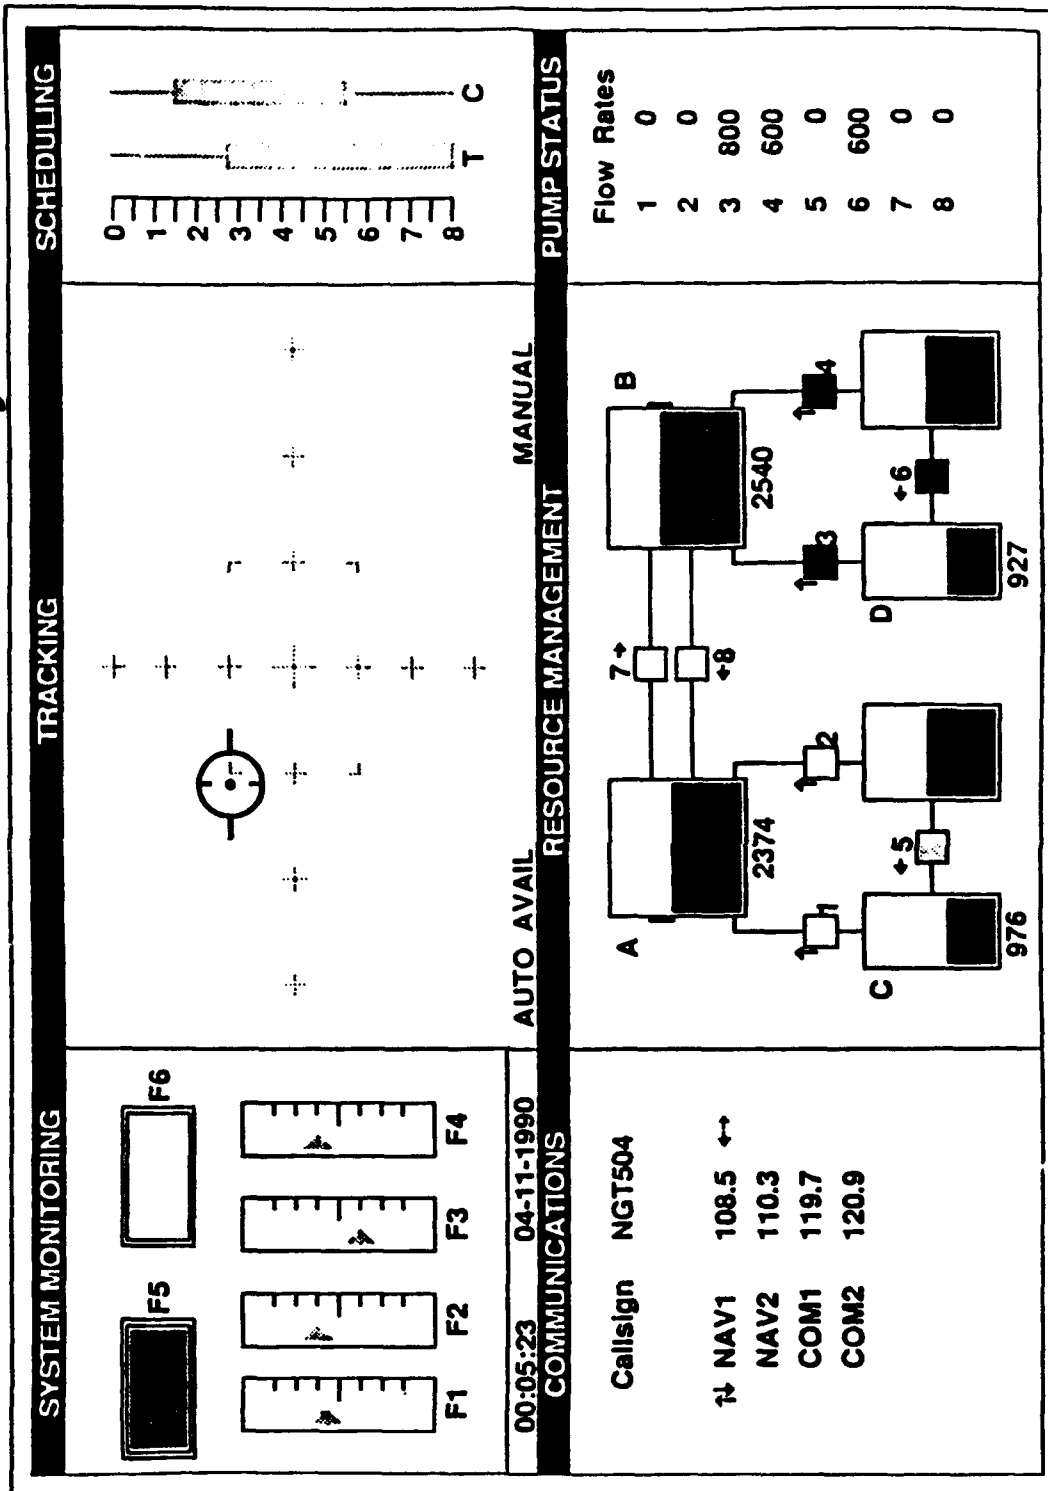 SYSTEM MONITORING
F5
F6
F1 F2 F3 F4
00:05:23 04-11-1990
TRACKING
AUTO AVAIL
MANUAL
SCHEDULING
0
1
2
3
4
5
6
7
8
T C
COMMUNICATIONS
Callsign NGT504
⇅ NAV1 108.5 ↔
NAV2 110.3
COM1 119.7
COM2 120.9
RESOURCE MANAGEMENT
A
B
7→
←8
2374
2540
↑1
↑2
↑3
↑4
C
←5
D
←6
976
927
PUMP STATUS
Flow Rates
1 0
2 0
3 800
4 600
5 0
6 600
7 0
8 0